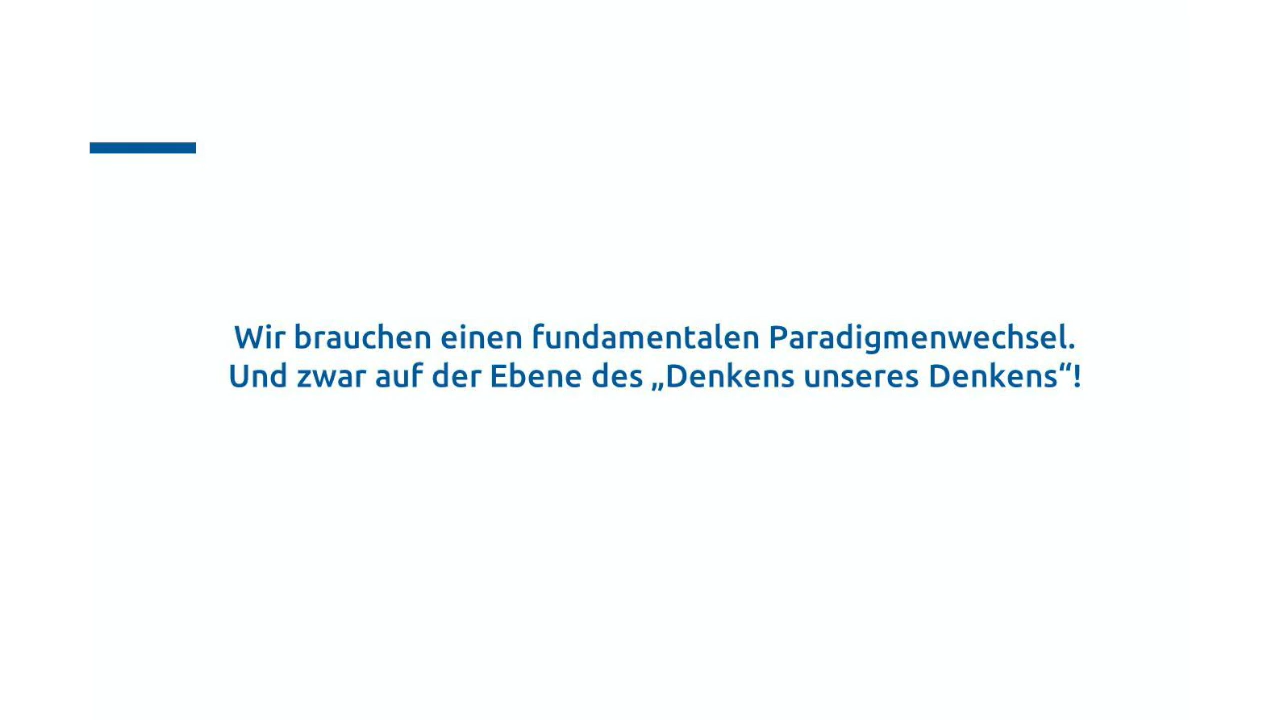 Wir brauchen einen fundamentalen Paradigmenwechsel.
Und zwar auf der Ebene des „Denkens unseres Denkens“!